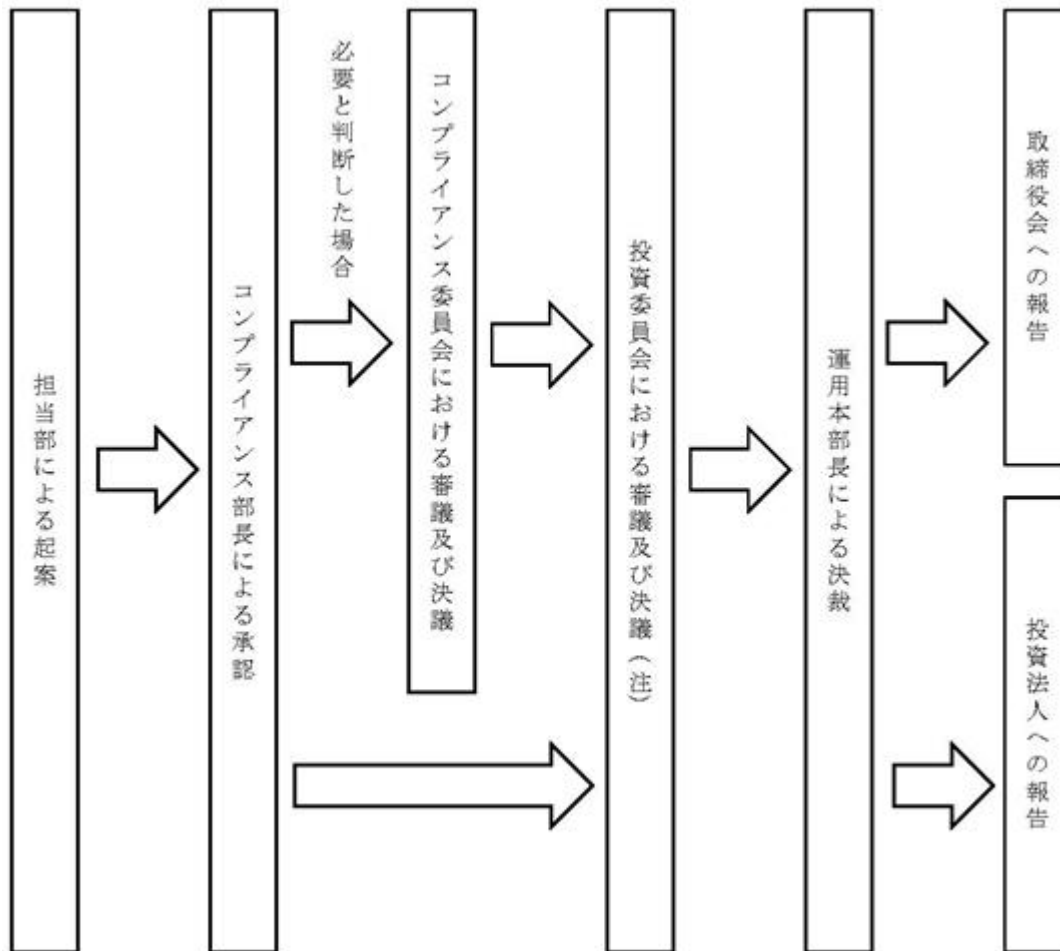 担当部による起案
コンプライアンス部長による承認
必要と判断した場合
コンプライアンス委員会における審議及び決議
投資委員会における審議及び決議（注）
運用本部長による決裁
取締役会への報告
投資法人への報告